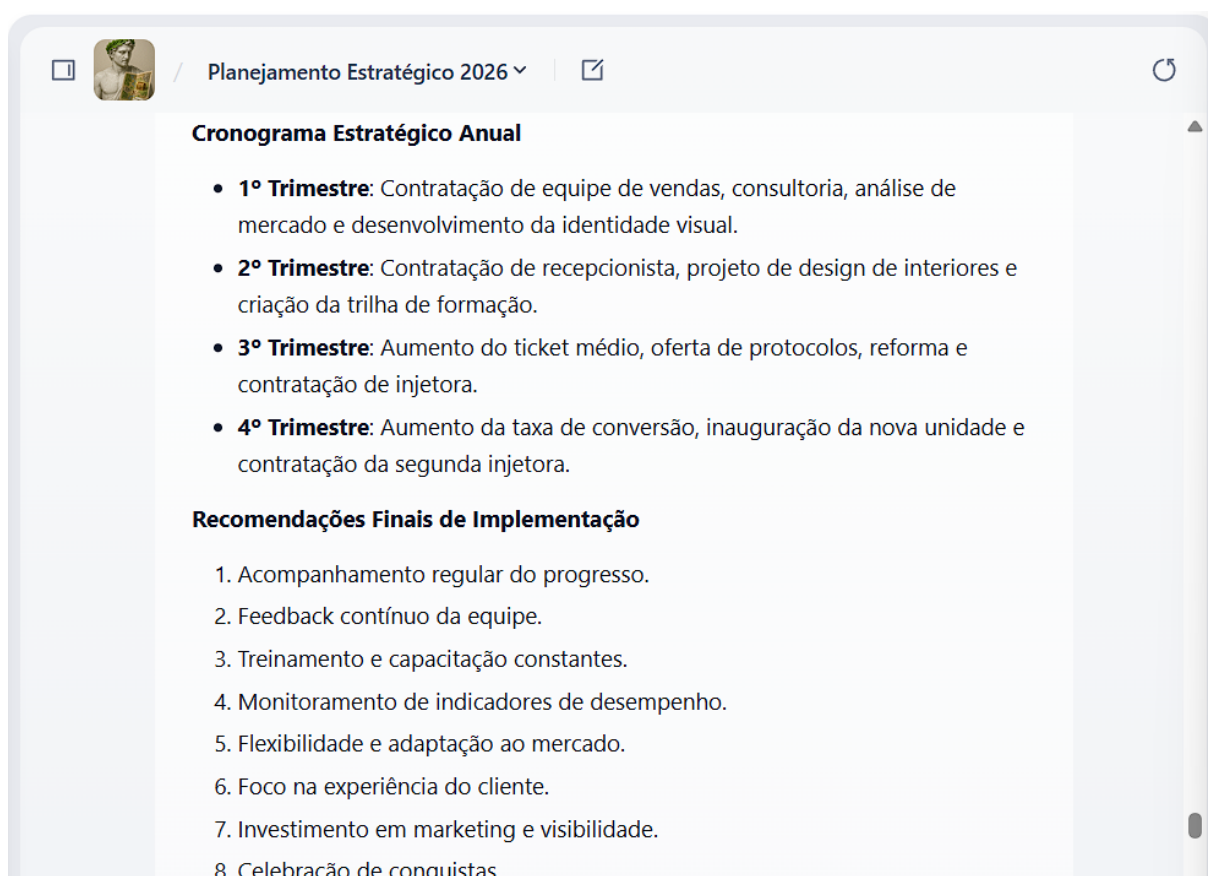 Planejamento Estratégico 2026
Cronograma Estratégico Anual
1º Trimestre: Contratação de equipe de vendas, consultoria, análise de
mercado e desenvolvimento da identidade visual.
2º Trimestre: Contratação de recepcionista, projeto de design de interiores e
criação da trilha de formação.
3º Trimestre: Aumento do ticket médio, oferta de protocolos, reforma e
contratação de injetora.
4º Trimestre: Aumento da taxa de conversão, inauguração da nova unidade e
contratação da segunda injetora.
Recomendações Finais de Implementação
1. Acompanhamento regular do progresso.
2. Feedback contínuo da equipe.
3. Treinamento e capacitação constantes.
4. Monitoramento de indicadores de desempenho.
5. Flexibilidade e adaptação ao mercado.
6. Foco na experiência do cliente.
7. Investimento em marketing e visibilidade.
8. Celebração de conquistas